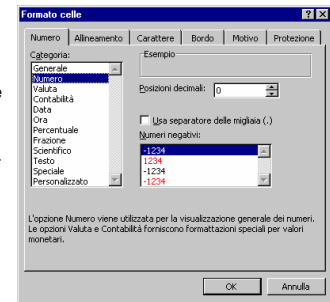 Formato celle
Numero Allineamento Carattere Bordo Motivo Protezione
Categoria:
Generale
Numero
Valuta
Contabilità
Data
Ora
Percentuale
Frazione
Scientifico
Testo
Speciale
Personalizzato
Esempio
Posizioni decimali: 0
Usa separatore delle migliaia (.)
Numeri negativi:
-1234
1234
-1234
-1234
L'opzione Numero viene utilizzata per la visualizzazione generale dei numeri.
Le opzioni Valuta e Contabilità forniscono formattazioni speciali per valori
monetari.
OK Annulla